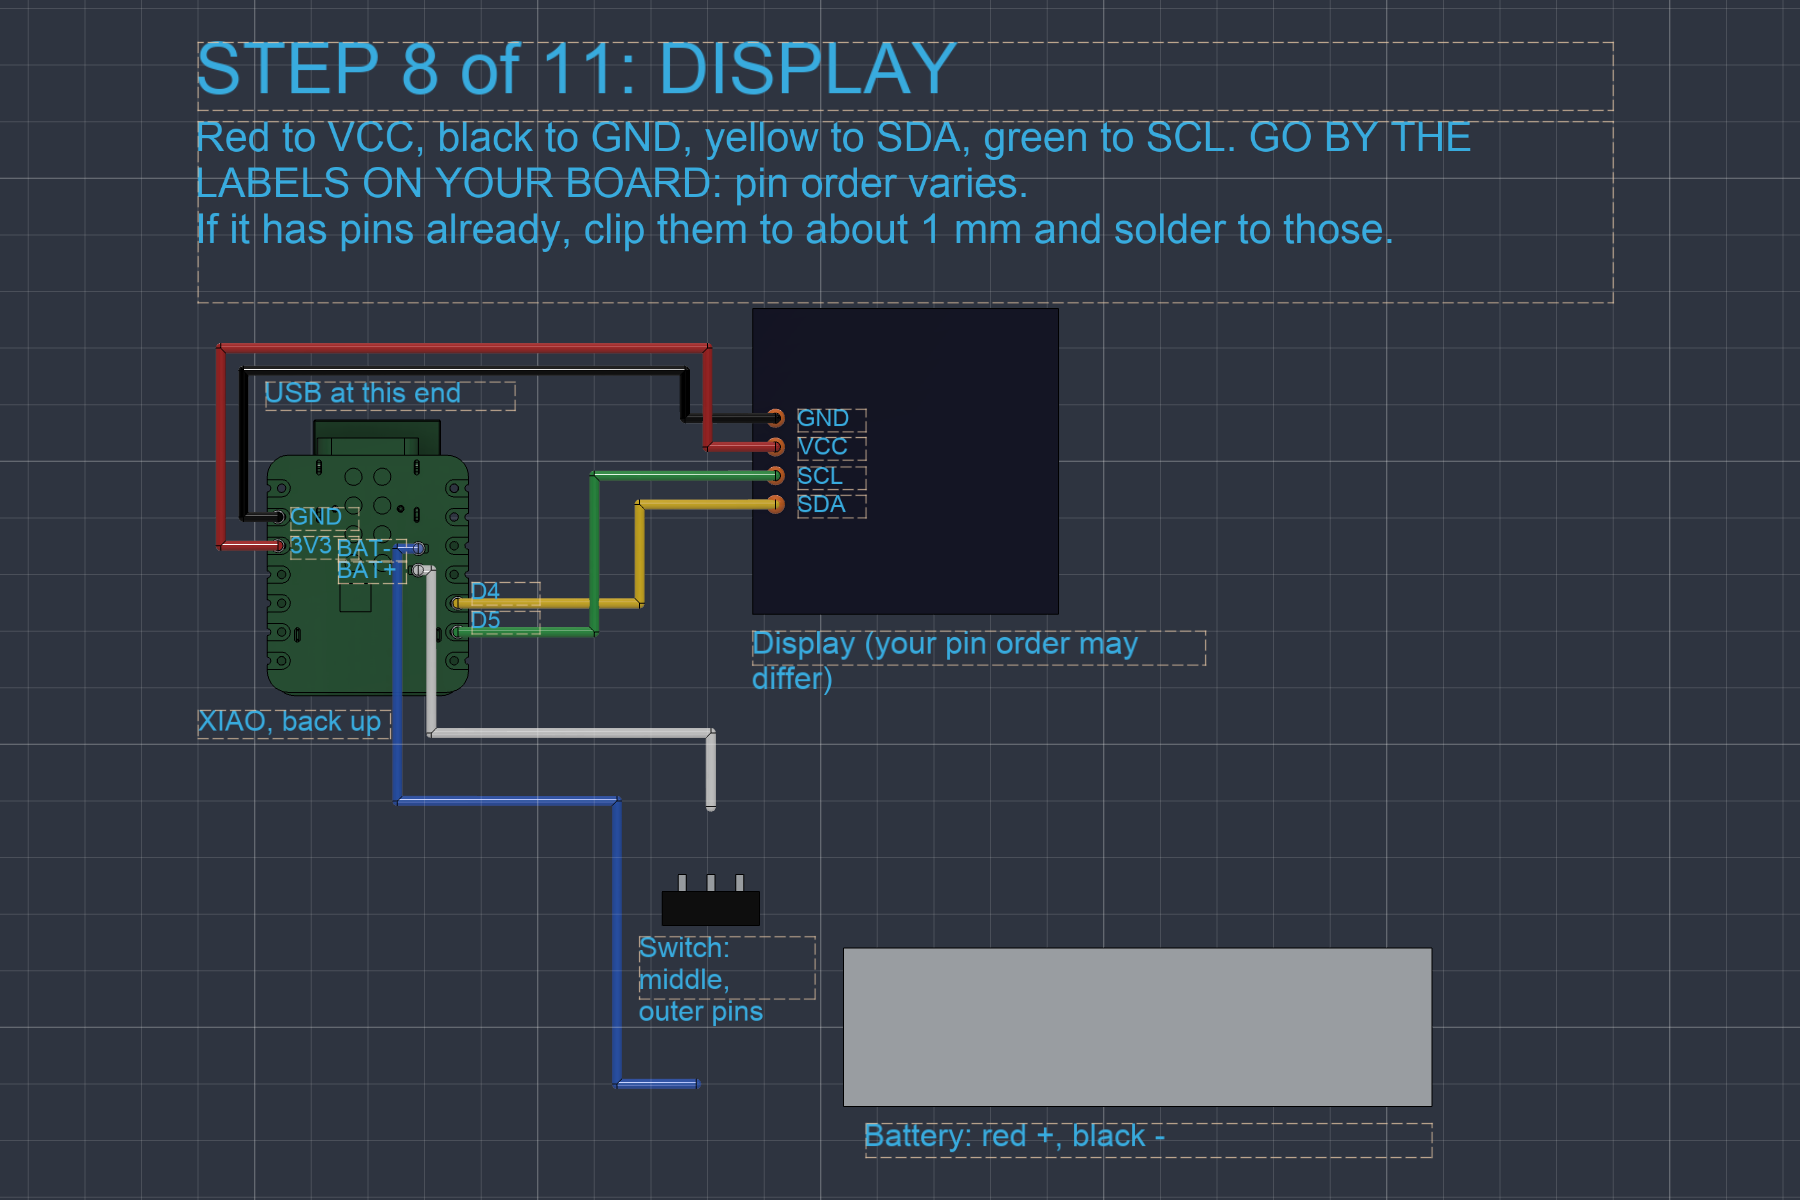 STEP 8 of 11: DISPLAY
Red to VCC, black to GND, yellow to SDA, green to SCL. GO BY THE
LABELS ON YOUR BOARD: pin order varies.
If it has pins already, clip them to about 1 mm and solder to those.
USB at this end
GND
VCC
SCL
SDA
GND
3V3
BAT-
BAT+
D4
D5
Display (your pin order may
differ)
XIAO, back up
Switch:
middle,
outer pins
Battery: red +, black -